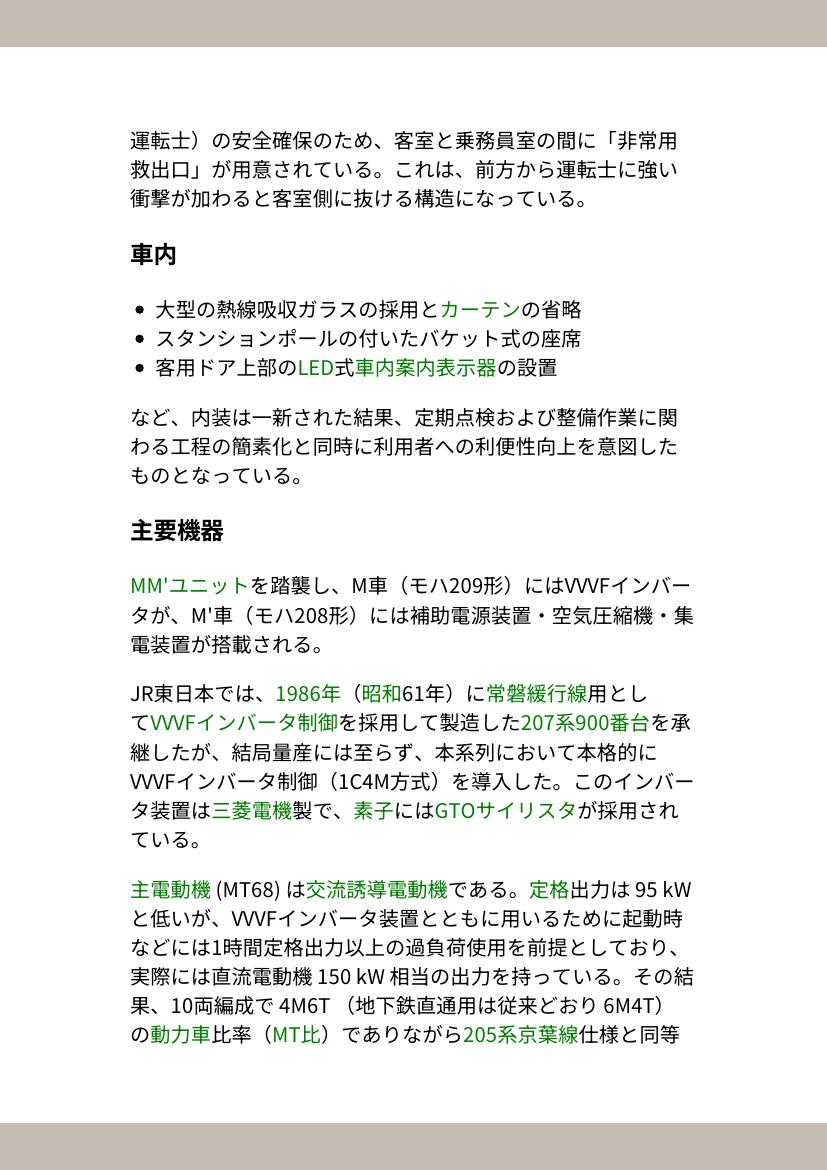 運転士）の安全確保のため、客室と乗務員室の間に「非常用
救出口」が用意されている。これは、前方から運転士に強い
衝撃が加わると客室側に抜ける構造になっている。
車内
• 大型の熱線吸収ガラスの採用とカーテンの省略
• スタンションポールの付いたバケット式の座席
• 客用ドア上部のLED式車内案内表示器の設置
など、内装は一新された結果、定期点検および整備作業に関
わる工程の簡素化と同時に利用者への利便性向上を意図した
ものとなっている。
主要機器
MM'ユニットを踏襲し、M車（モハ209形）にはVVVFインバー
タが、M'車（モハ208形）には補助電源装置・空気圧縮機・集
電装置が搭載される。
JR東日本では、1986年（昭和61年）に常磐緩行線用とし
てVVVFインバータ制御を採用して製造した207系900番台を承
継したが、結局量産には至らず、本系列において本格的に
VVVFインバータ制御（1C4M方式）を導入した。このインバー
タ装置は三菱電機製で、素子にはGTOサイリスタが採用され
ている。
主電動機 (MT68) は交流誘導電動機である。定格出力は 95 kW
と低いが、VVVFインバータ装置とともに用いるために起動時
などには1時間定格出力以上の過負荷使用を前提としており、
実際には直流電動機 150 kW 相当の出力を持っている。その結
果、10両編成で 4M6T （地下鉄直通用は従来どおり 6M4T）
の動力車比率（MT比）でありながら205系京葉線仕様と同等